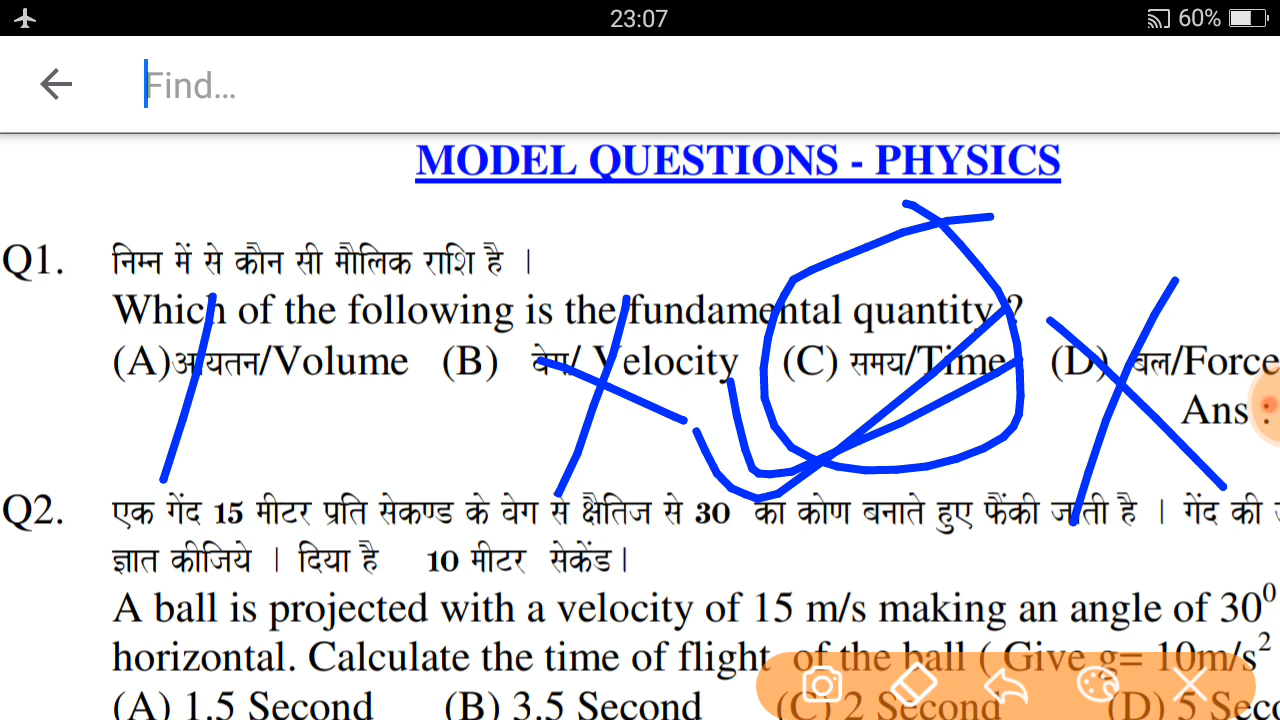 23:07
60%
Find...
MODEL QUESTIONS - PHYSICS
Q1. निम्न में से कौन सी मौलिक राशि है ।
Which of the following is the fundamental quantity ?
(A)आयतन/Volume (B) वेग/ Velocity (C) समय/Time (D) बल/Force
Ans :
Q2. एक गेंद 15 मीटर प्रति सेकण्ड के वेग से क्षैतिज से 30 का कोण बनाते हुए फैंकी जाती है । गेंद की
ज्ञात कीजिये । दिया है 10 मीटर सेकेंड।
A ball is projected with a velocity of 15 m/s making an angle of 30⁰
horizontal. Calculate the time of flight of the ball ( Give g= 10m/s²
(A) 1.5 Second (B) 3.5 Second (C) 2 Second (D) 5